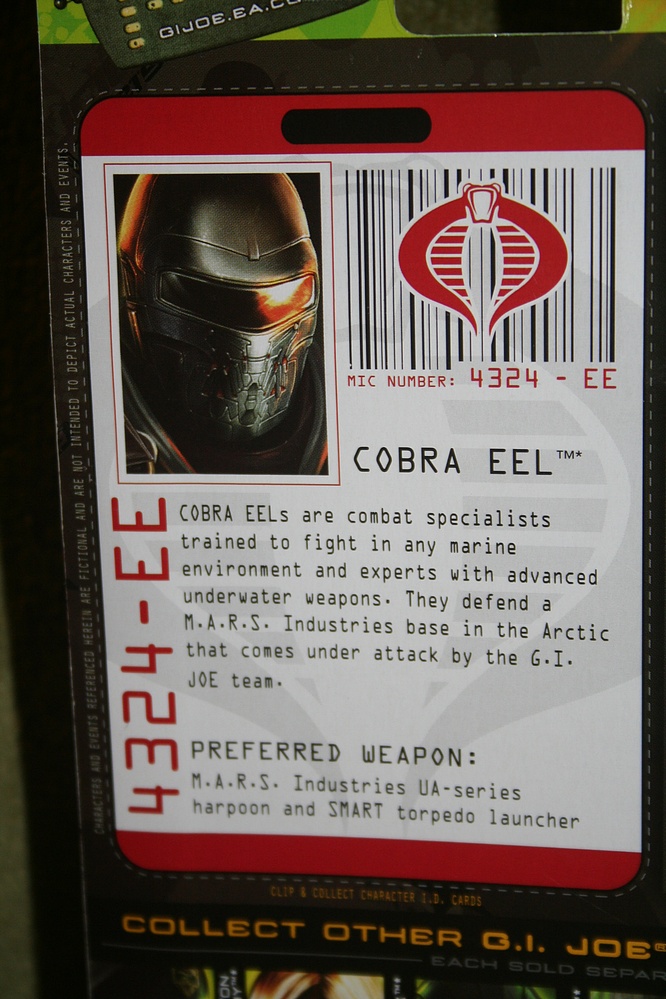 GIJOE.EA.CO
CHARACTERS AND EVENTS REFERENCED HEREIN ARE FICTIONAL AND ARE NOT INTENDED TO DEPICT ACTUAL CHARACTERS AND EVENTS.
MIC NUMBER: 4324 - EE
COBRA EEL™*
4324-EE
COBRA EELs are combat specialists
trained to fight in any marine
environment and experts with advanced
underwater weapons. They defend a
M.A.R.S. Industries base in the Arctic
that comes under attack by the G.I.
JOE team.
PREFERRED WEAPON:
M.A.R.S. Industries UA-series
harpoon and SMART torpedo launcher
CLIP & COLLECT CHARACTER I.D. CARDS
COLLECT OTHER G.I. JOE
EACH SOLD SEPAR